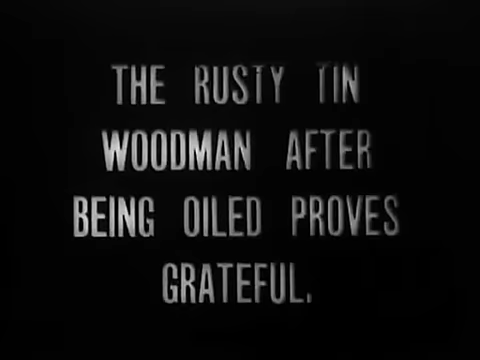 THE RUSTY TIN
WOODMAN AFTER
BEING OILED PROVES
GRATEFUL.